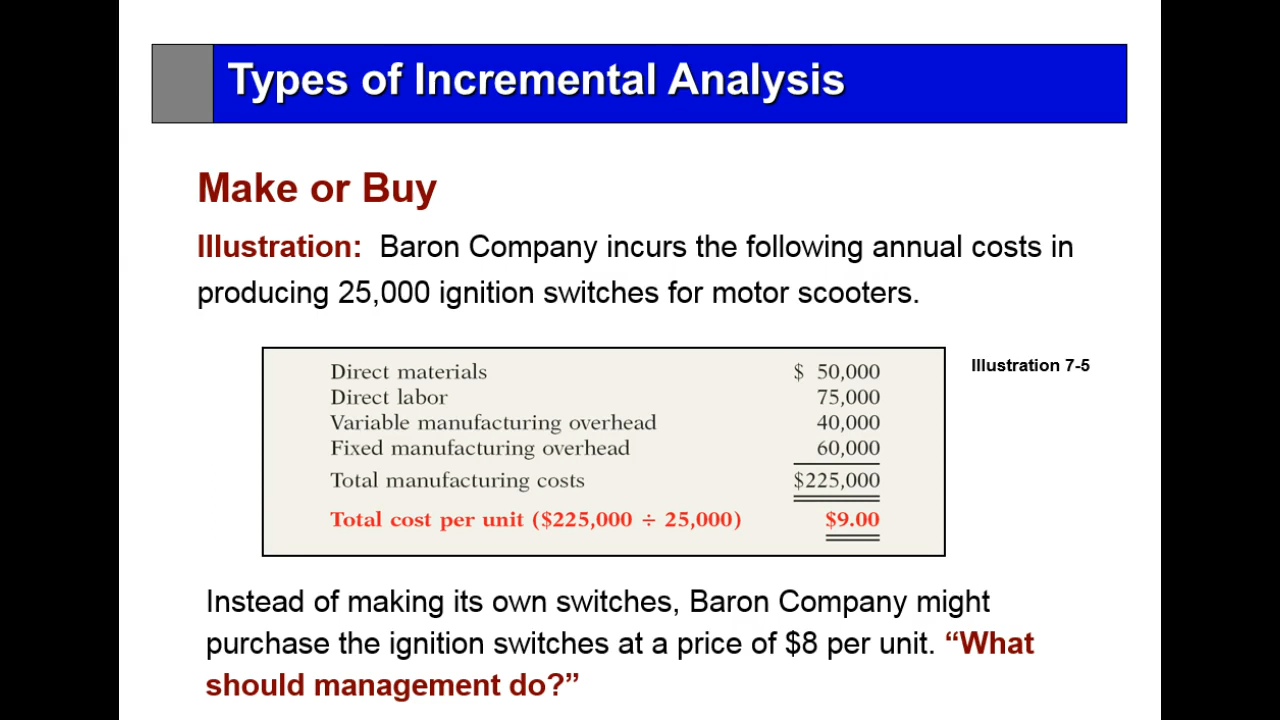 Types of Incremental Analysis
Make or Buy
Illustration: Baron Company incurs the following annual costs in
producing 25,000 ignition switches for motor scooters.
Direct materials $ 50,000
Illustration 7-5
Direct labor 75,000
Variable manufacturing overhead 40,000
Fixed manufacturing overhead 60,000
Total manufacturing costs $225,000
Total cost per unit ($225,000 ÷ 25,000) $9.00
Instead of making its own switches, Baron Company might
purchase the ignition switches at a price of $8 per unit. “What
should management do?”